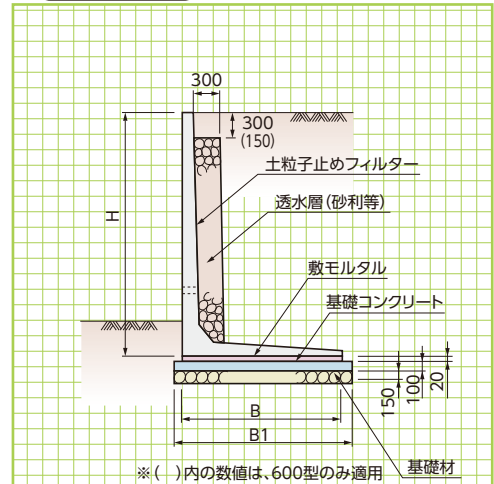 300
300
(150)
土粒子止めフィルター
透水層(砂利等)
H
敷モルタル
基礎コンクリート
B
B1
150
100
20
基礎材
※( )内の数値は、600型のみ適用